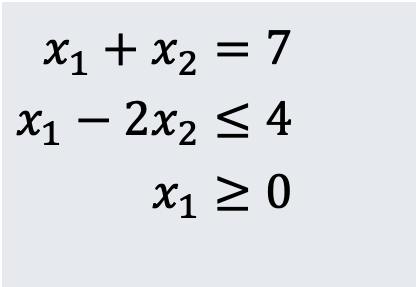 x₁ + x₂ = 7
x₁ − 2x₂ ≤ 4
x₁ ≥ 0